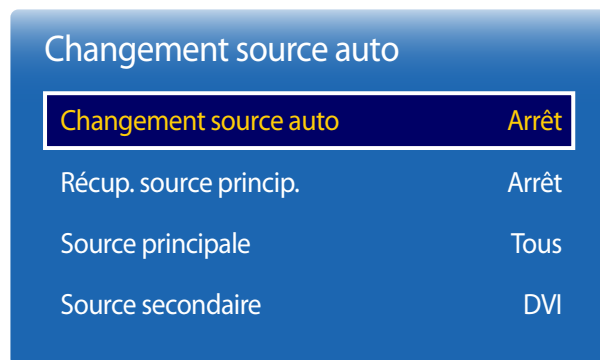 Changement source auto
Changement source auto Arrêt
Récup. source princip. Arrêt
Source principale Tous
Source secondaire DVI